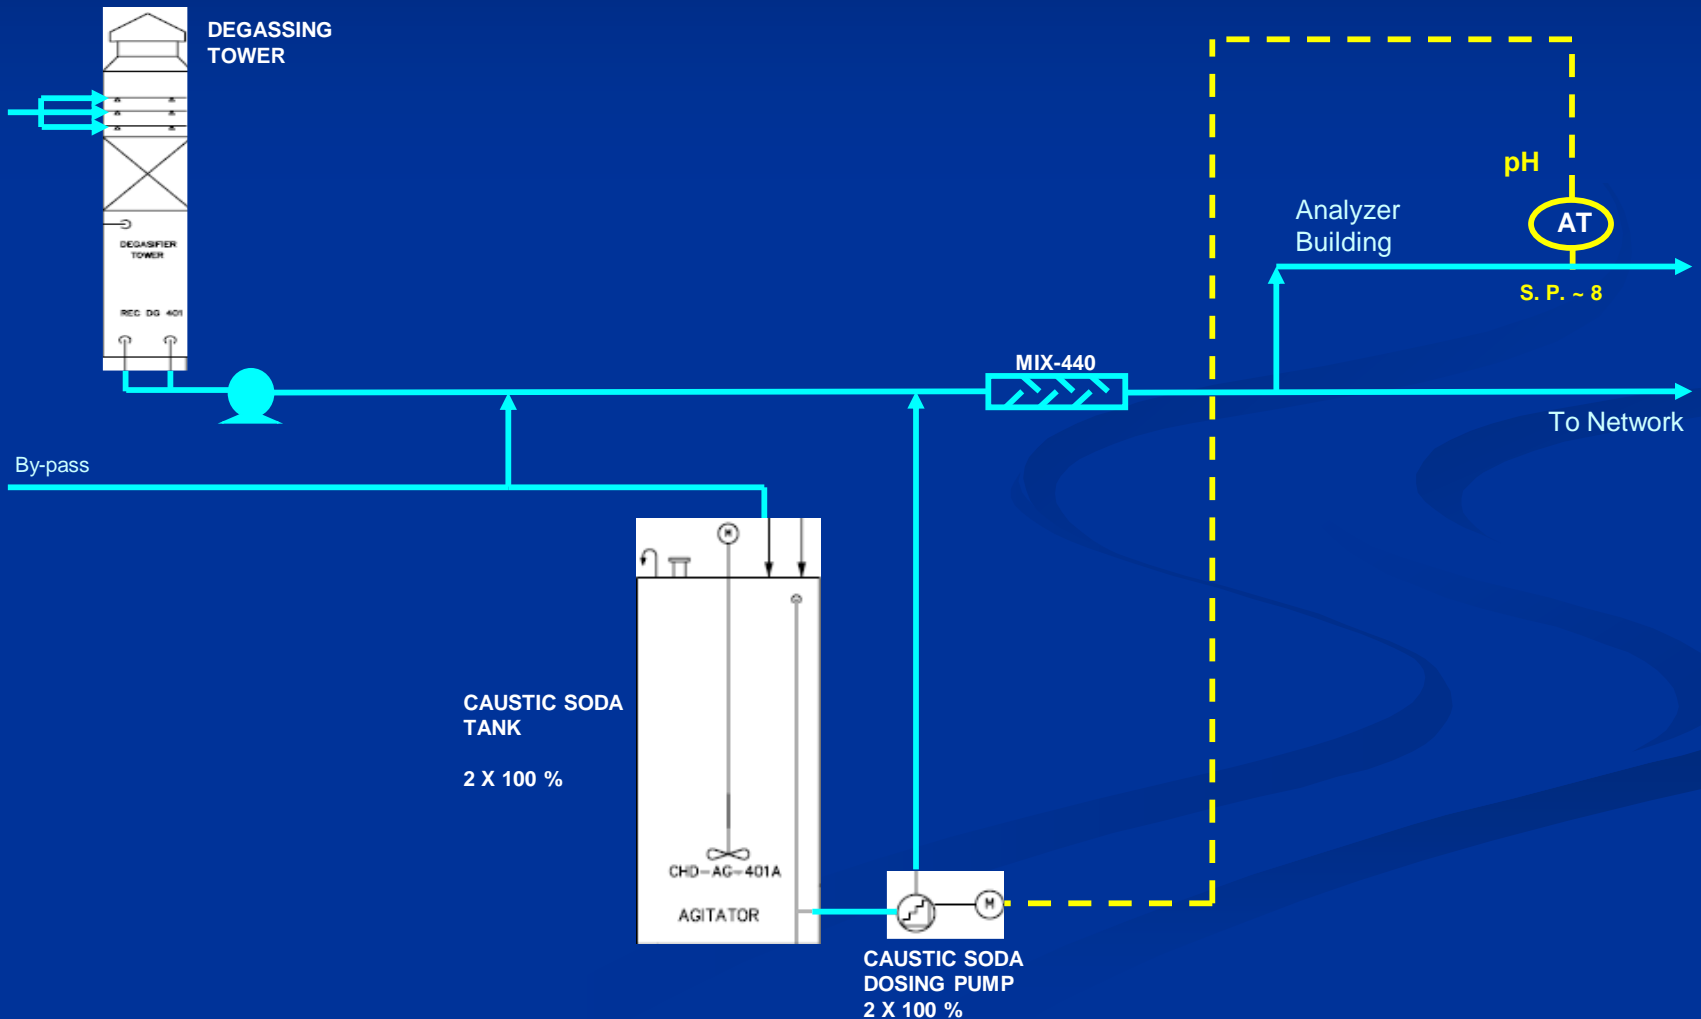 DEGASSING
TOWER
DEGASIFIER
TOWER
REC DG 401
pH
AT
Analyzer
Building
S. P. ~ 8
MIX-440
To Network
By-pass
M
CAUSTIC SODA
TANK
2 X 100 %
CHD-AG-401A
AGITATOR
M
CAUSTIC SODA
DOSING PUMP
2 X 100 %